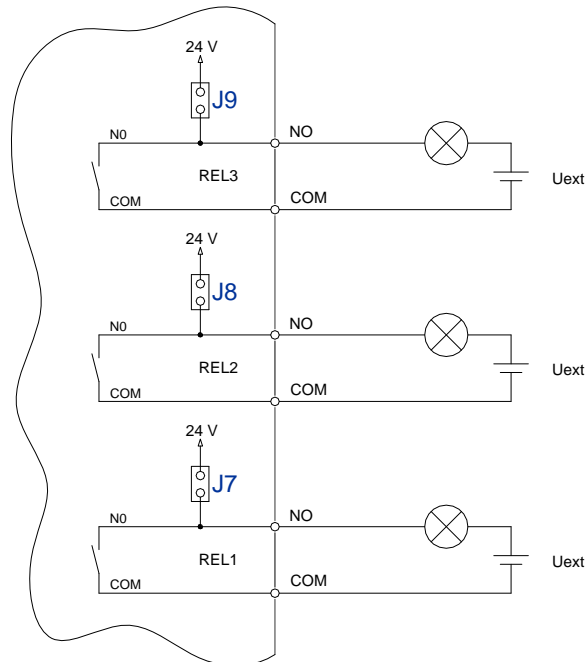 24 V
J9
N0
NO
REL3
COM
COM
Uext
24 V
J8
N0
NO
REL2
COM
COM
Uext
24 V
J7
N0
NO
REL1
COM
COM
Uext